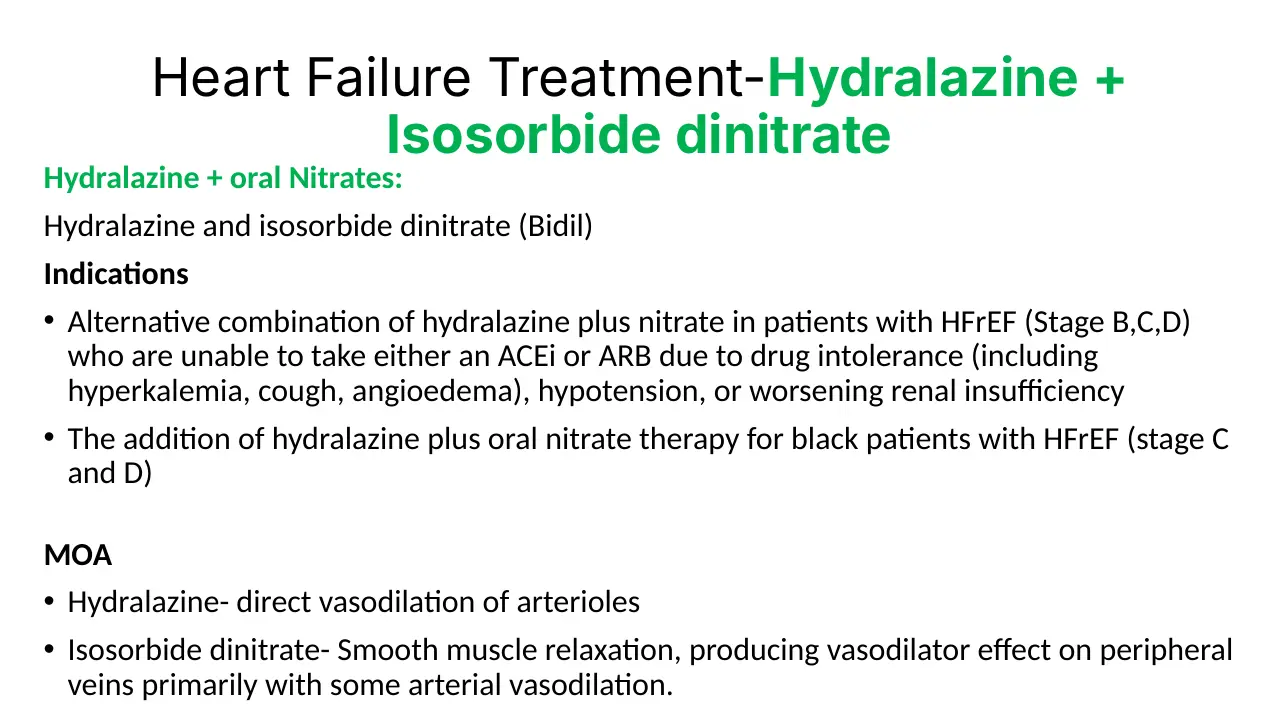 Heart Failure Treatment-Hydralazine +
Isosorbide dinitrate
Hydralazine + oral Nitrates:
Hydralazine and isosorbide dinitrate (Bidil)
Indications
• Alternative combination of hydralazine plus nitrate in patients with HFrEF (Stage B,C,D)
who are unable to take either an ACEi or ARB due to drug intolerance (including
hyperkalemia, cough, angioedema), hypotension, or worsening renal insufficiency
• The addition of hydralazine plus oral nitrate therapy for black patients with HFrEF (stage C
and D)
MOA
• Hydralazine- direct vasodilation of arterioles
• Isosorbide dinitrate- Smooth muscle relaxation, producing vasodilator effect on peripheral
veins primarily with some arterial vasodilation.